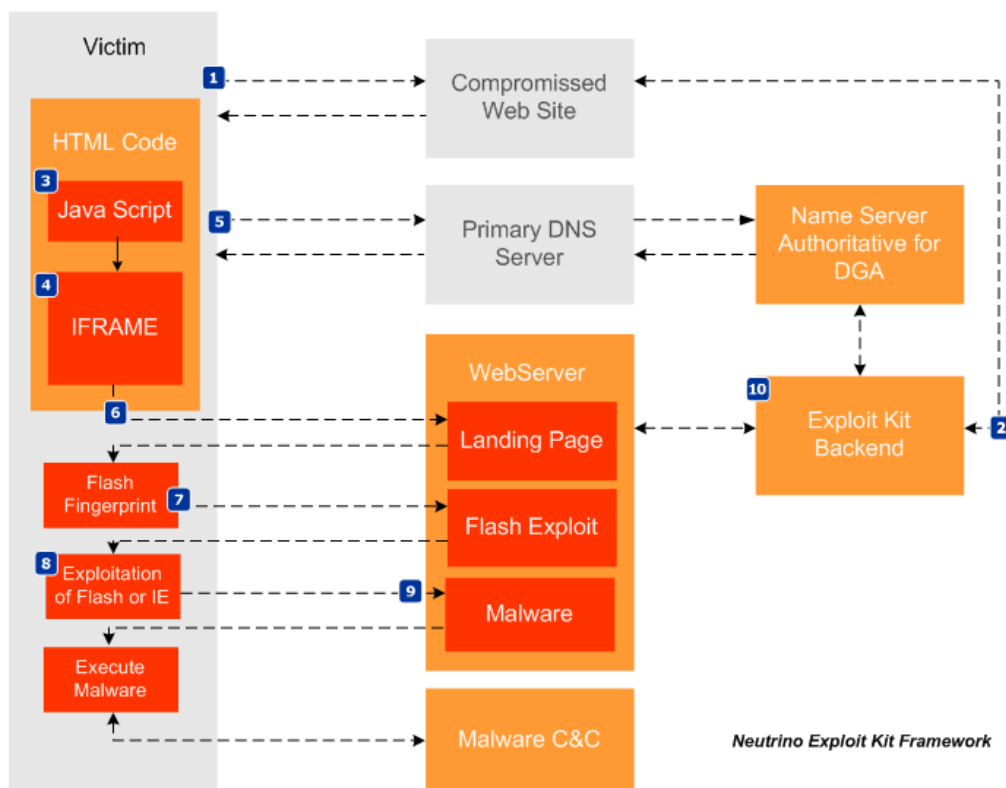 Victim
1
Compromissed
Web Site
HTML Code
3
Java Script
4
IFRAME
5
Primary DNS
Server
Name Server
Authoritative for
DGA
6
WebServer
Landing Page
10
Exploit Kit
Backend
2
Flash
Fingerprint
7
Flash Exploit
8
Exploitation
of Flash or IE
9
Malware
Execute
Malware
Malware C&C
Neutrino Exploit Kit Framework